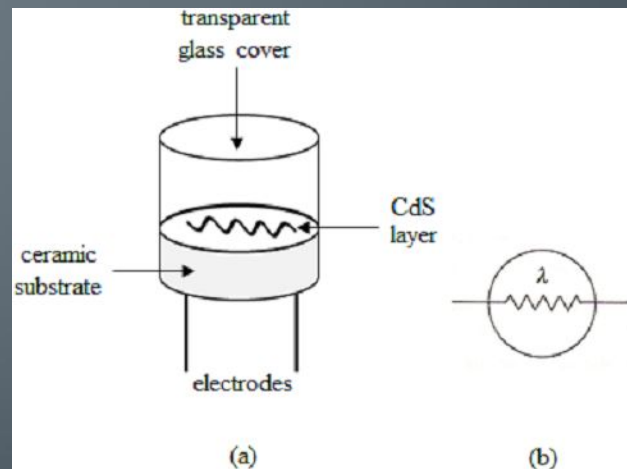 transparent
glass cover
CdS
layer
ceramic
substrate
λ
electrodes
(a)
(b)